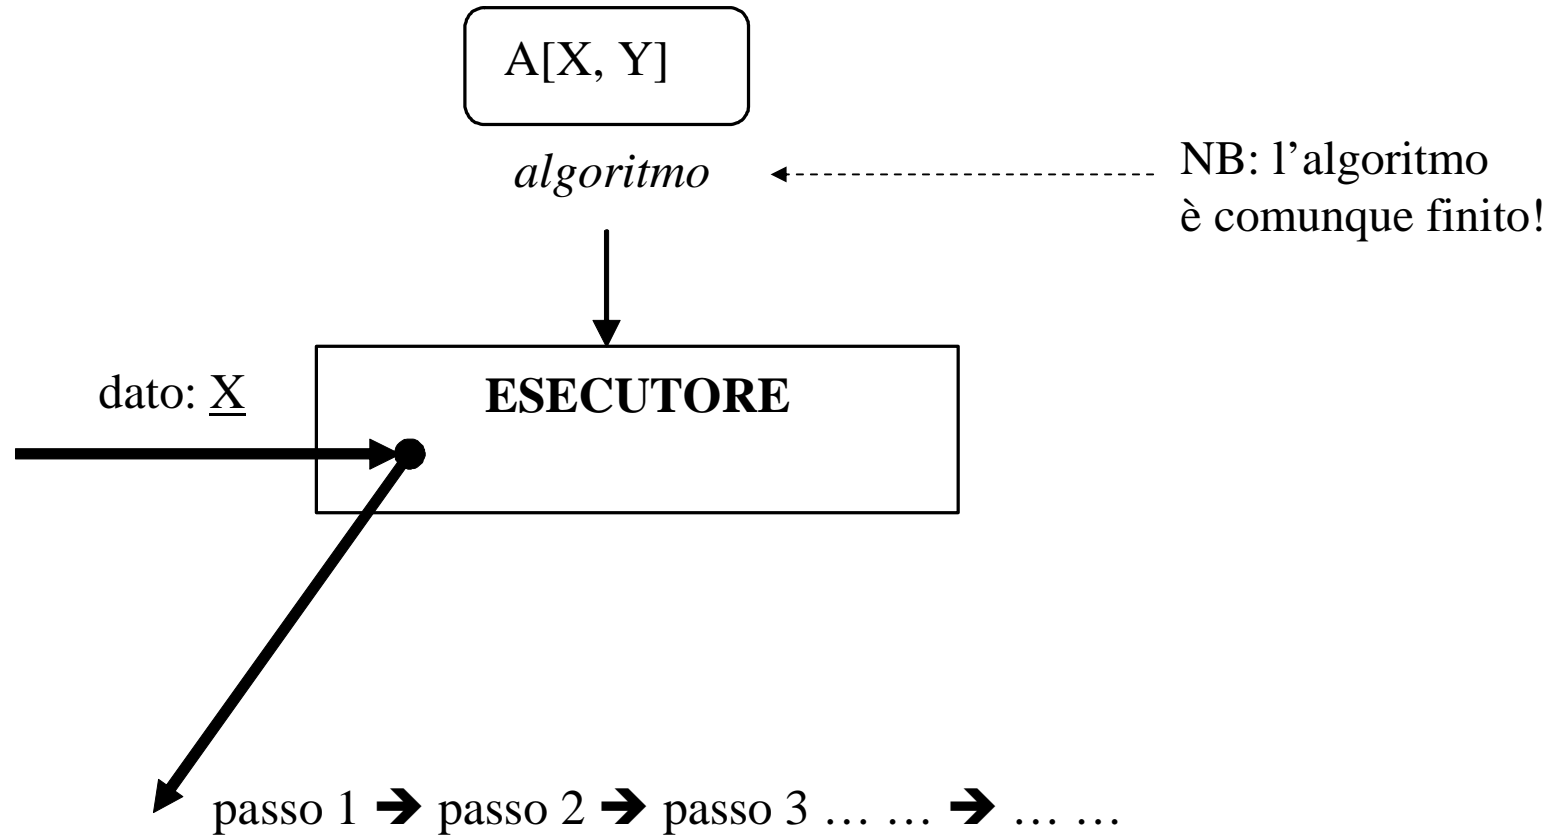 A[X, Y]
algoritmo
NB: l’algoritmo
è comunque finito!
dato: X
ESECUTORE
passo 1 ➔ passo 2 ➔ passo 3 … … ➔ … …